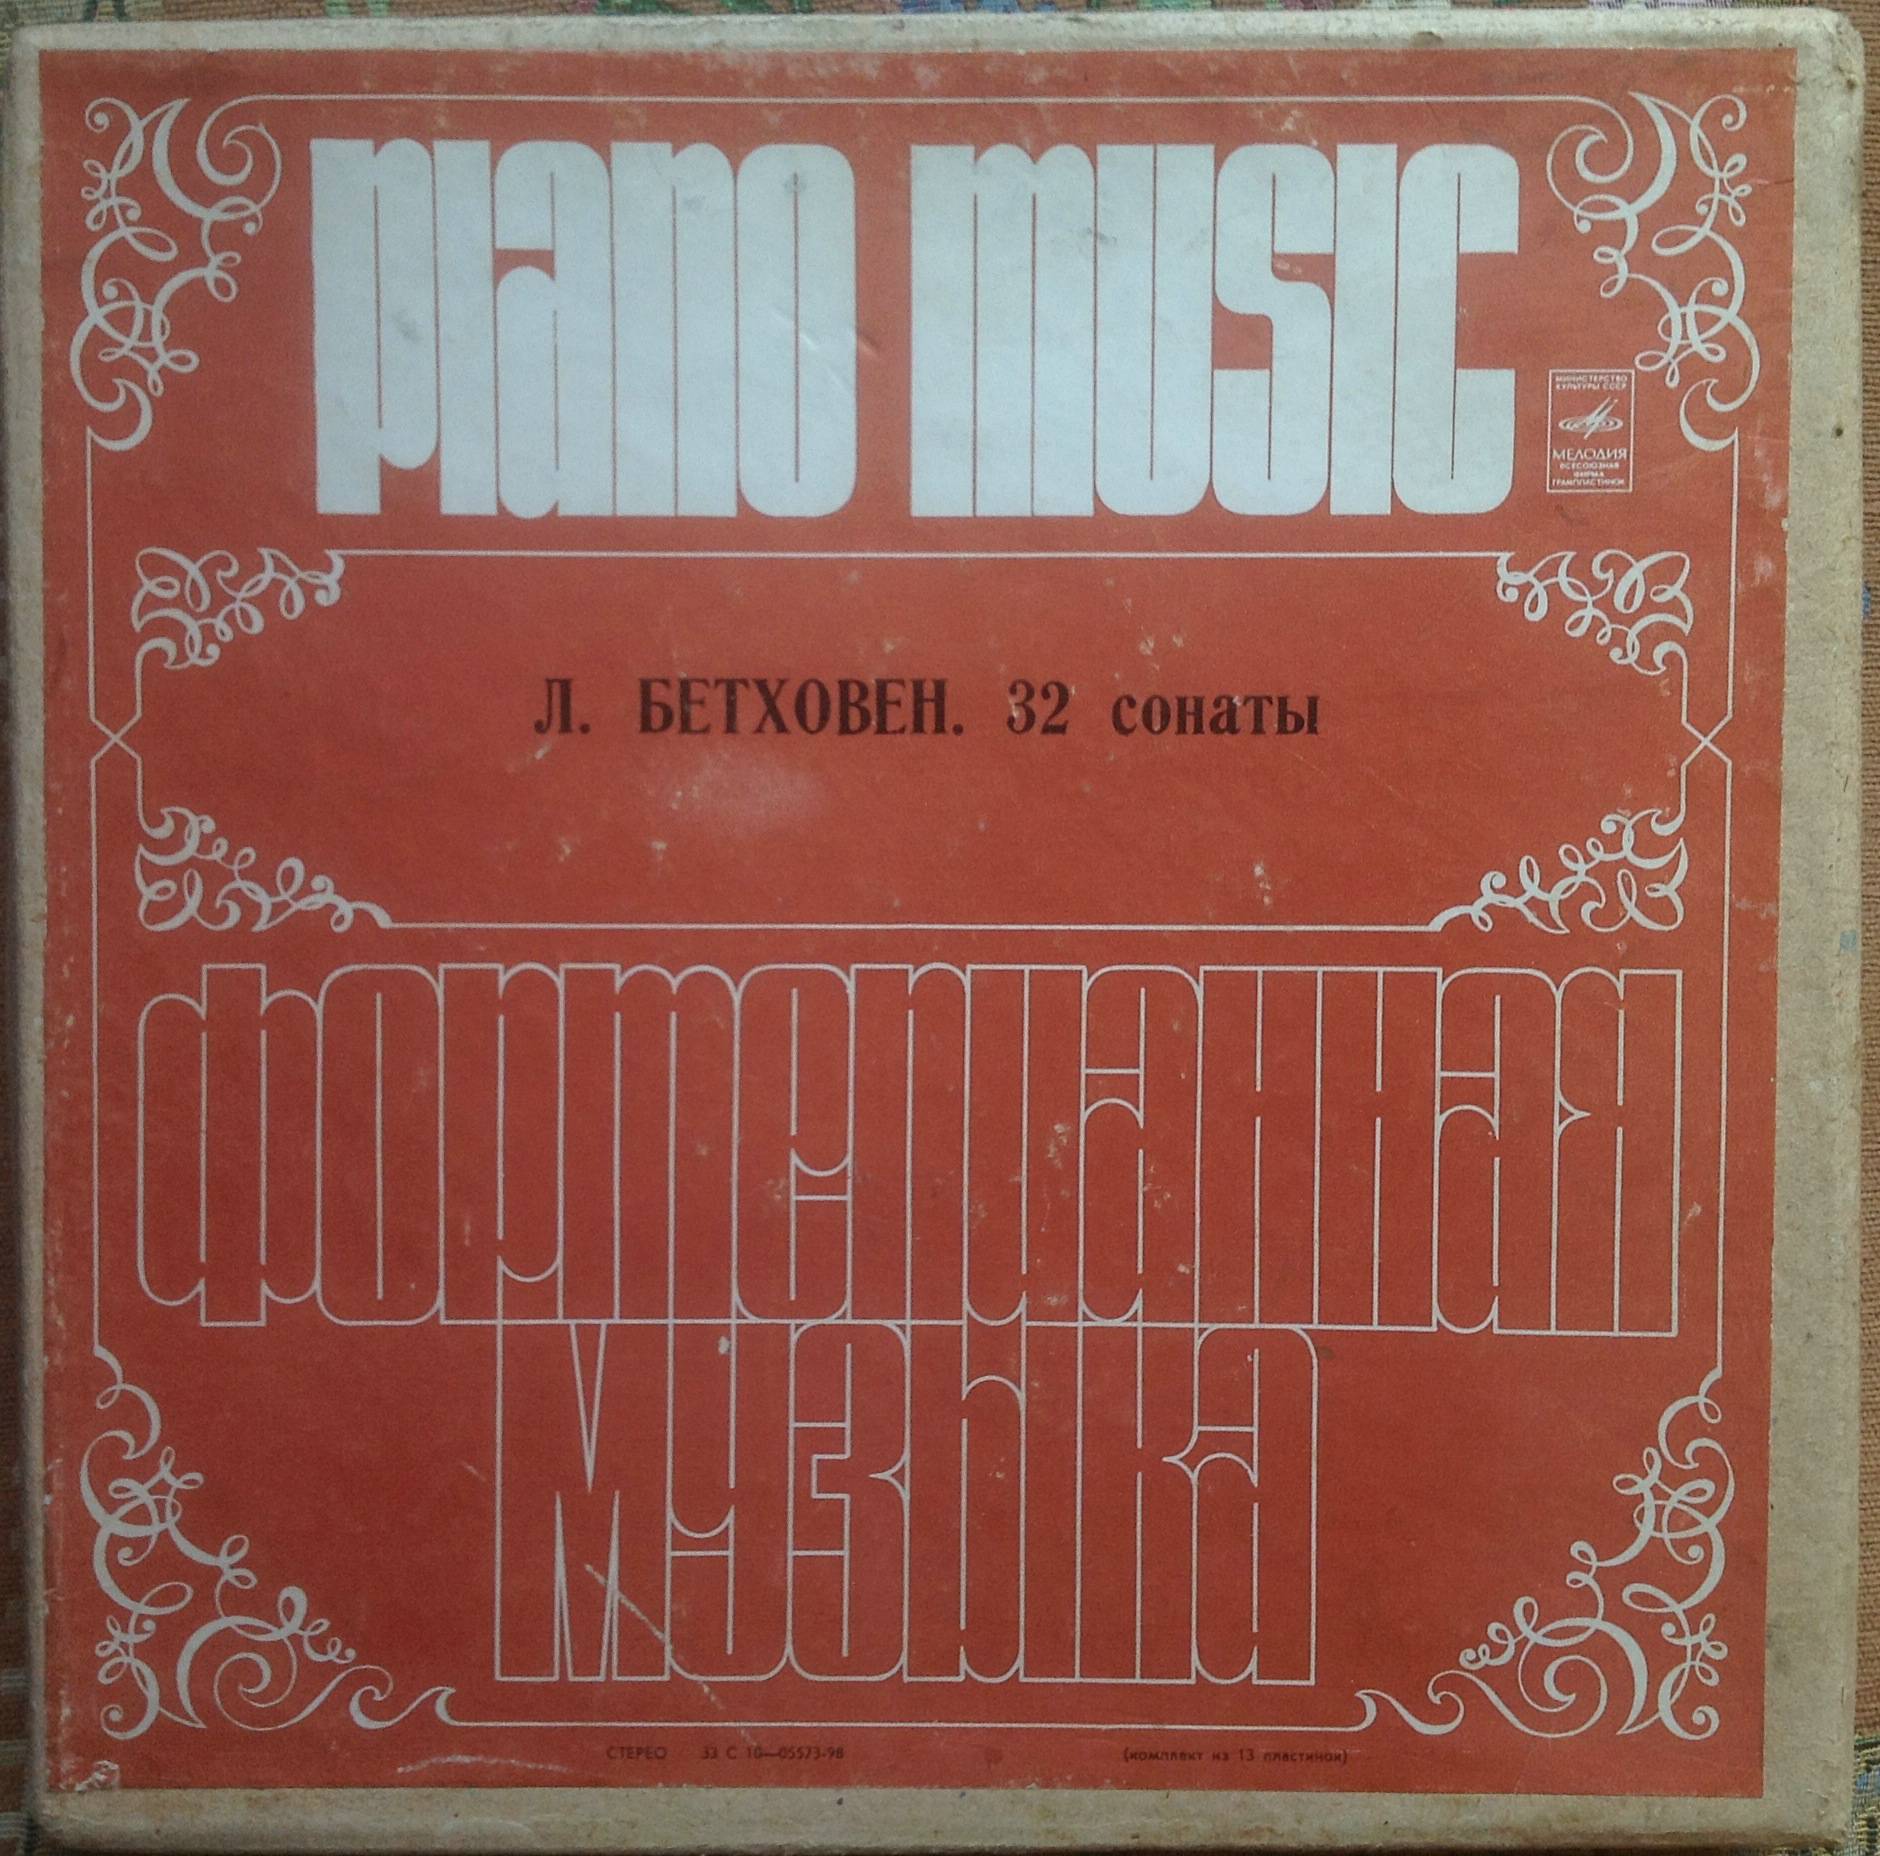 PIANO MUSIC
МИНИСТЕРСТВО
КУЛЬТУРЫ СССР
МЕЛОДИЯ
ВСЕСОЮЗНАЯ
ФИРМА
ГРАМПЛАСТИНОК
Л. БЕТХОВЕН. 32 сонаты
фортепианная
музыка
СТЕРЕО 33 С 10—05573-98 (комплект из 13 пластинок)